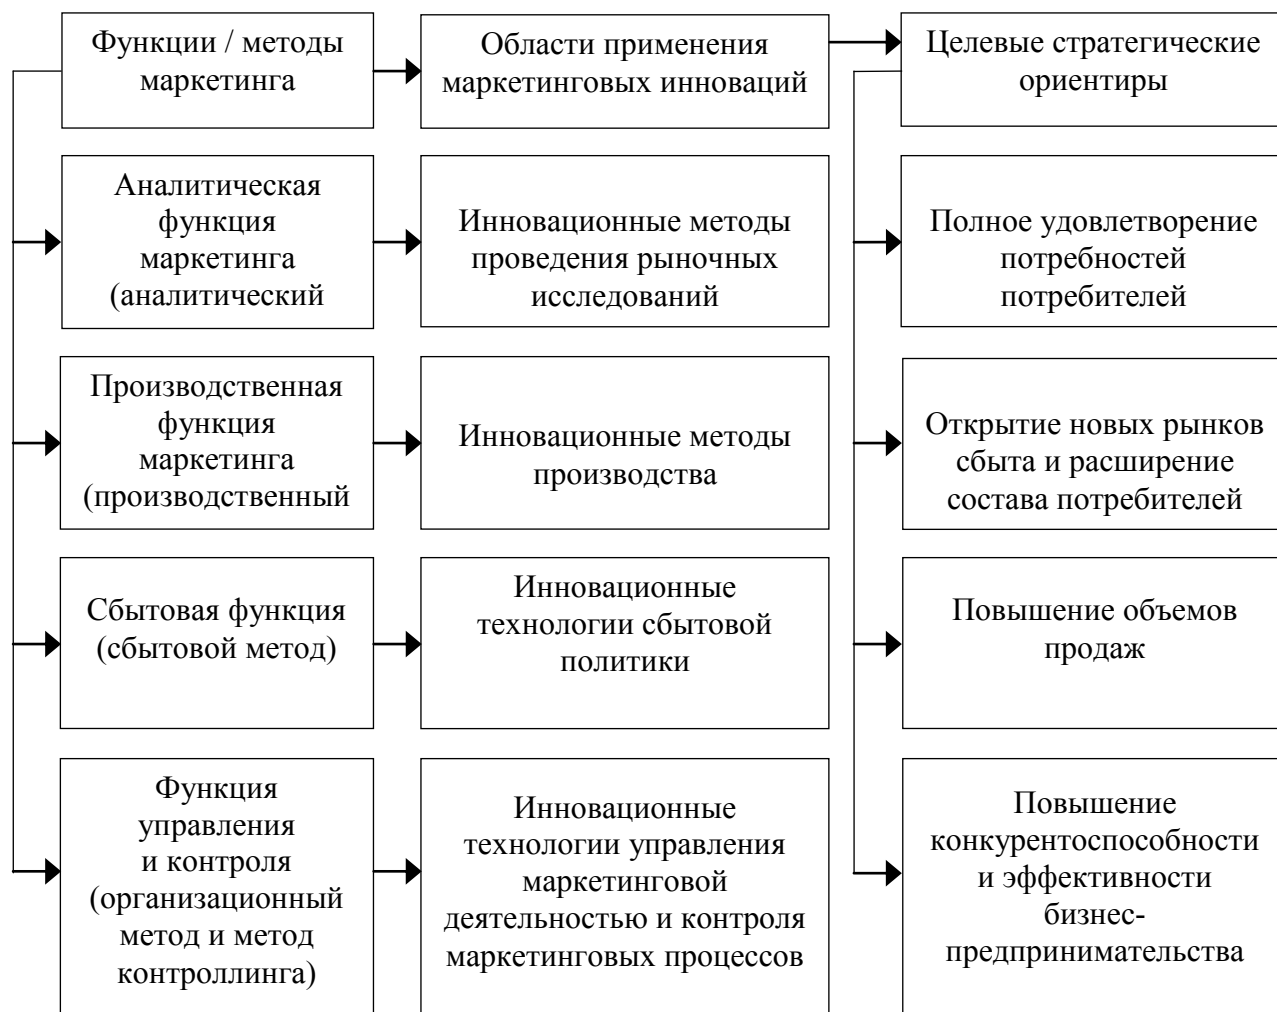 Функции / методы
маркетинга
Области применения
маркетинговых инноваций
Целевые стратегические
ориентиры
Аналитическая
функция
маркетинга
(аналитический
Инновационные методы
проведения рыночных
исследований
Полное удовлетворение
потребностей
потребителей
Производственная
функция
маркетинга
(производственный
Инновационные методы
производства
Открытие новых рынков
сбыта и расширение
состава потребителей
Сбытовая функция
(сбытовой метод)
Инновационные
технологии сбытовой
политики
Повышение объемов
продаж
Функция
управления
и контроля
(организационный
метод и метод
контроллинга)
Инновационные
технологии управления
маркетинговой
деятельностью и контроля
маркетинговых процессов
Повышение
конкурентоспособности
и эффективности
бизнес-
предпринимательства